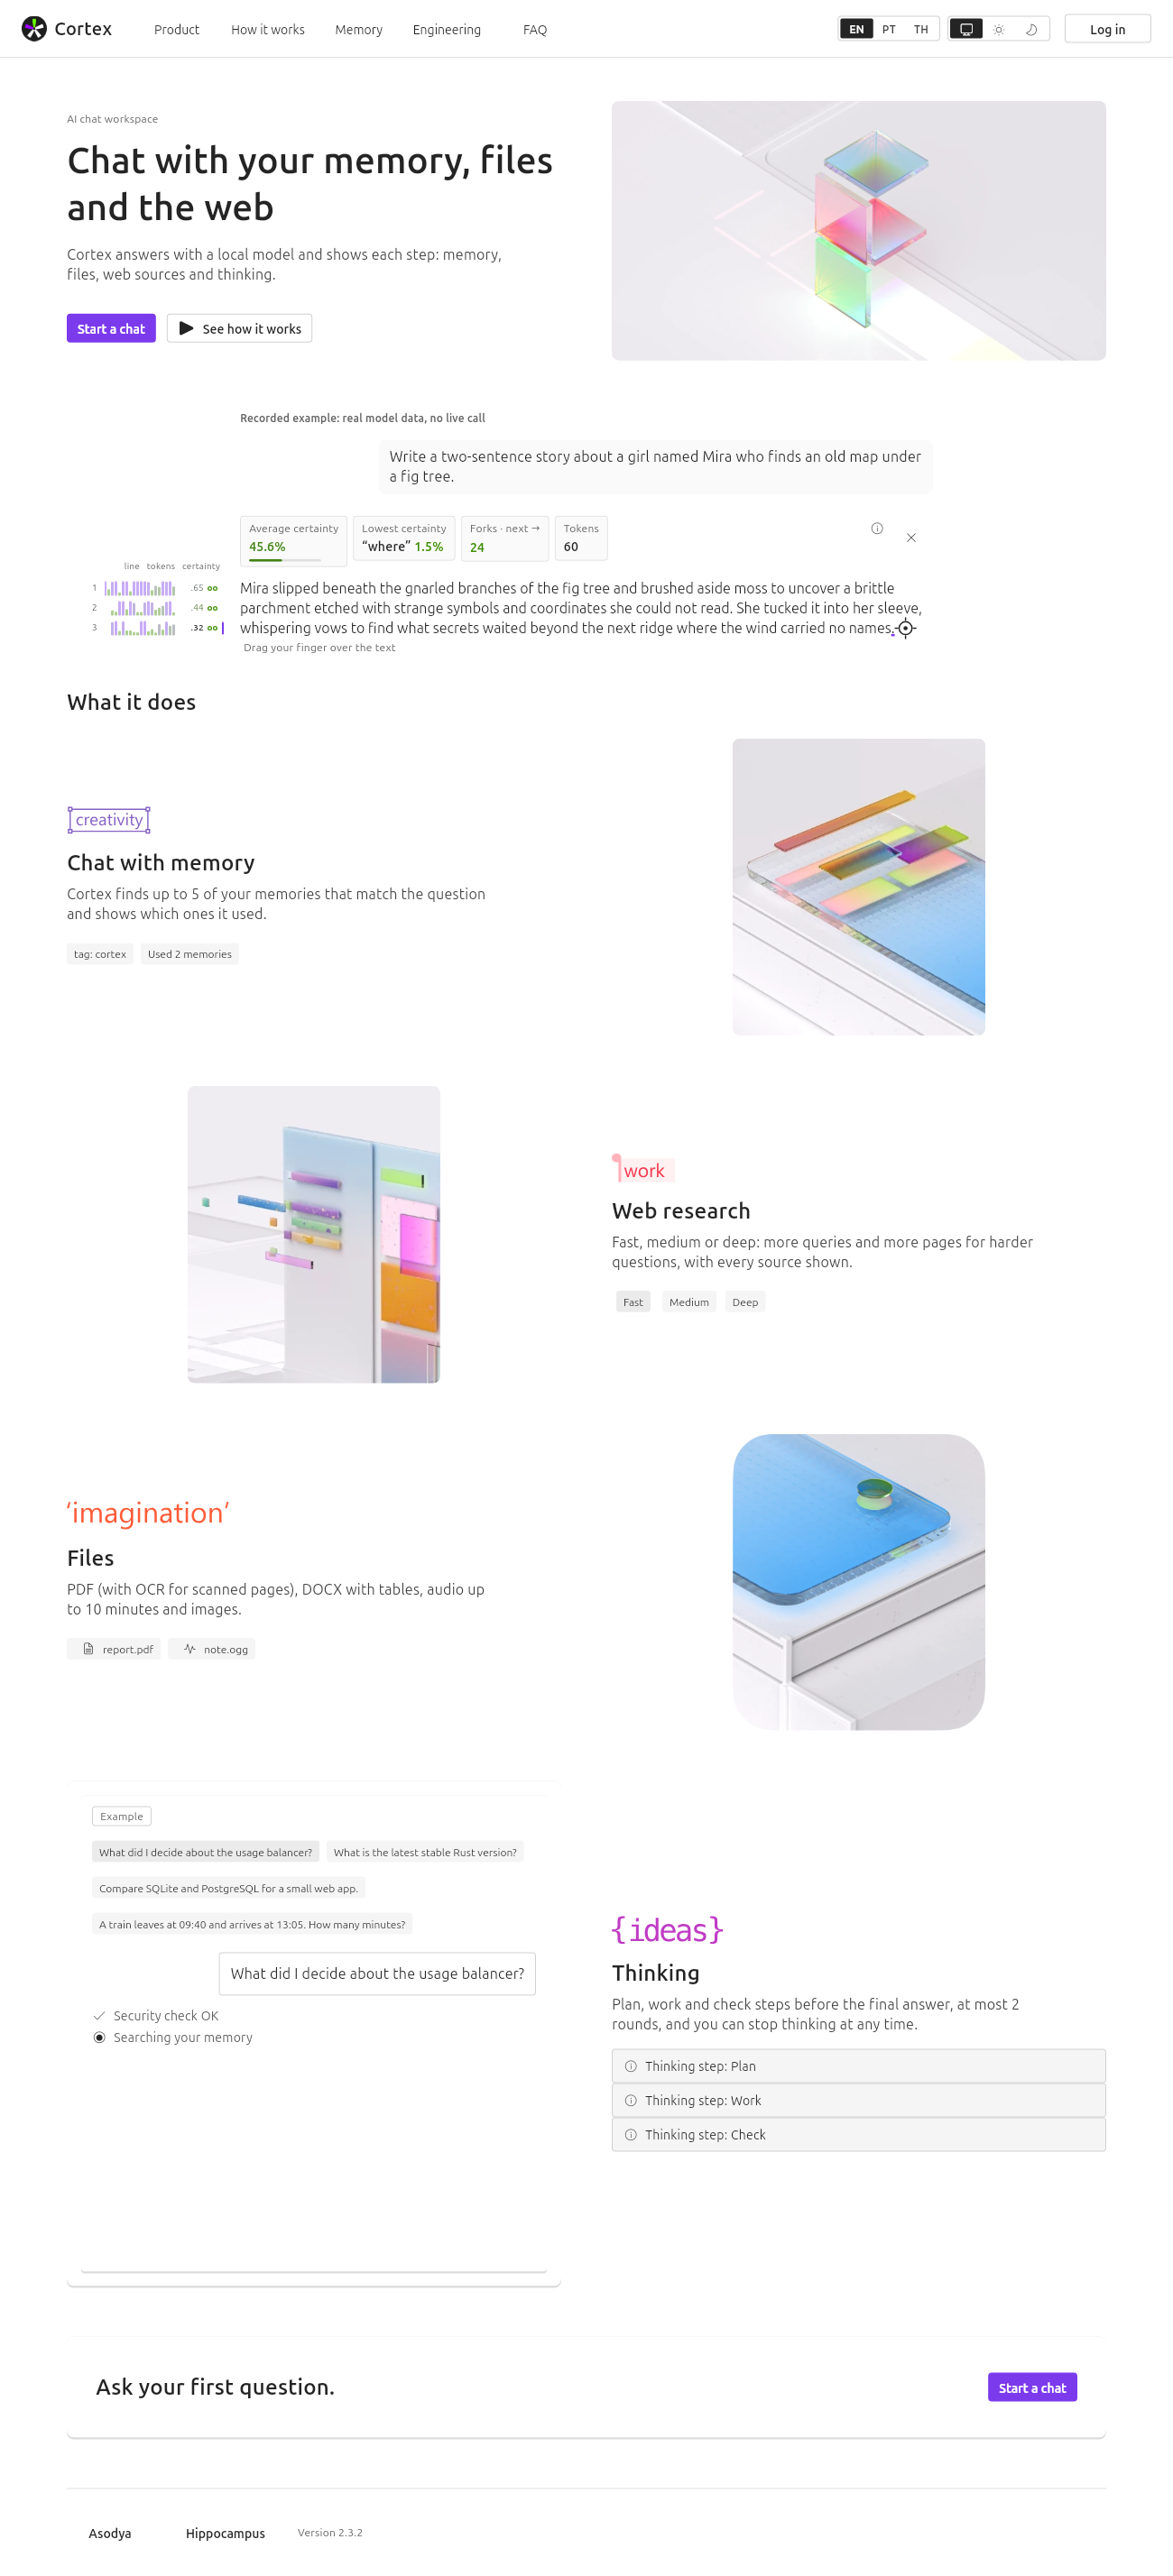 Cortex
Product
How it works
Memory
Engineering
FAQ
EN
PT
TH
Log in
AI chat workspace
Chat with your memory, files
and the web
Cortex answers with a local model and shows each step: memory,
files, web sources and thinking.
Start a chat
See how it works
Recorded example: real model data, no live call
Write a two-sentence story about a girl named Mira who finds an old map under
a fig tree.
Average certainty
45.6%
Lowest certainty
“where” 1.5%
Forks · next →
24
Tokens
60
line tokens certainty
1 .65
2 .44
3 .32
Mira slipped beneath the gnarled branches of the fig tree and brushed aside moss to uncover a brittle
parchment etched with strange symbols and coordinates she could not read. She tucked it into her sleeve,
whispering vows to find what secrets waited beyond the next ridge where the wind carried no names.
Drag your finger over the text
What it does
creativity
Chat with memory
Cortex finds up to 5 of your memories that match the question
and shows which ones it used.
tag: cortex
Used 2 memories
work
Web research
Fast, medium or deep: more queries and more pages for harder
questions, with every source shown.
Fast
Medium
Deep
‘imagination’
Files
PDF (with OCR for scanned pages), DOCX with tables, audio up
to 10 minutes and images.
report.pdf
note.ogg
Example
What did I decide about the usage balancer?
What is the latest stable Rust version?
Compare SQLite and PostgreSQL for a small web app.
A train leaves at 09:40 and arrives at 13:05. How many minutes?
What did I decide about the usage balancer?
Security check OK
Searching your memory
{ideas}
Thinking
Plan, work and check steps before the final answer, at most 2
rounds, and you can stop thinking at any time.
Thinking step: Plan
Thinking step: Work
Thinking step: Check
Ask your first question.
Start a chat
Asodya
Hippocampus
Version 2.3.2